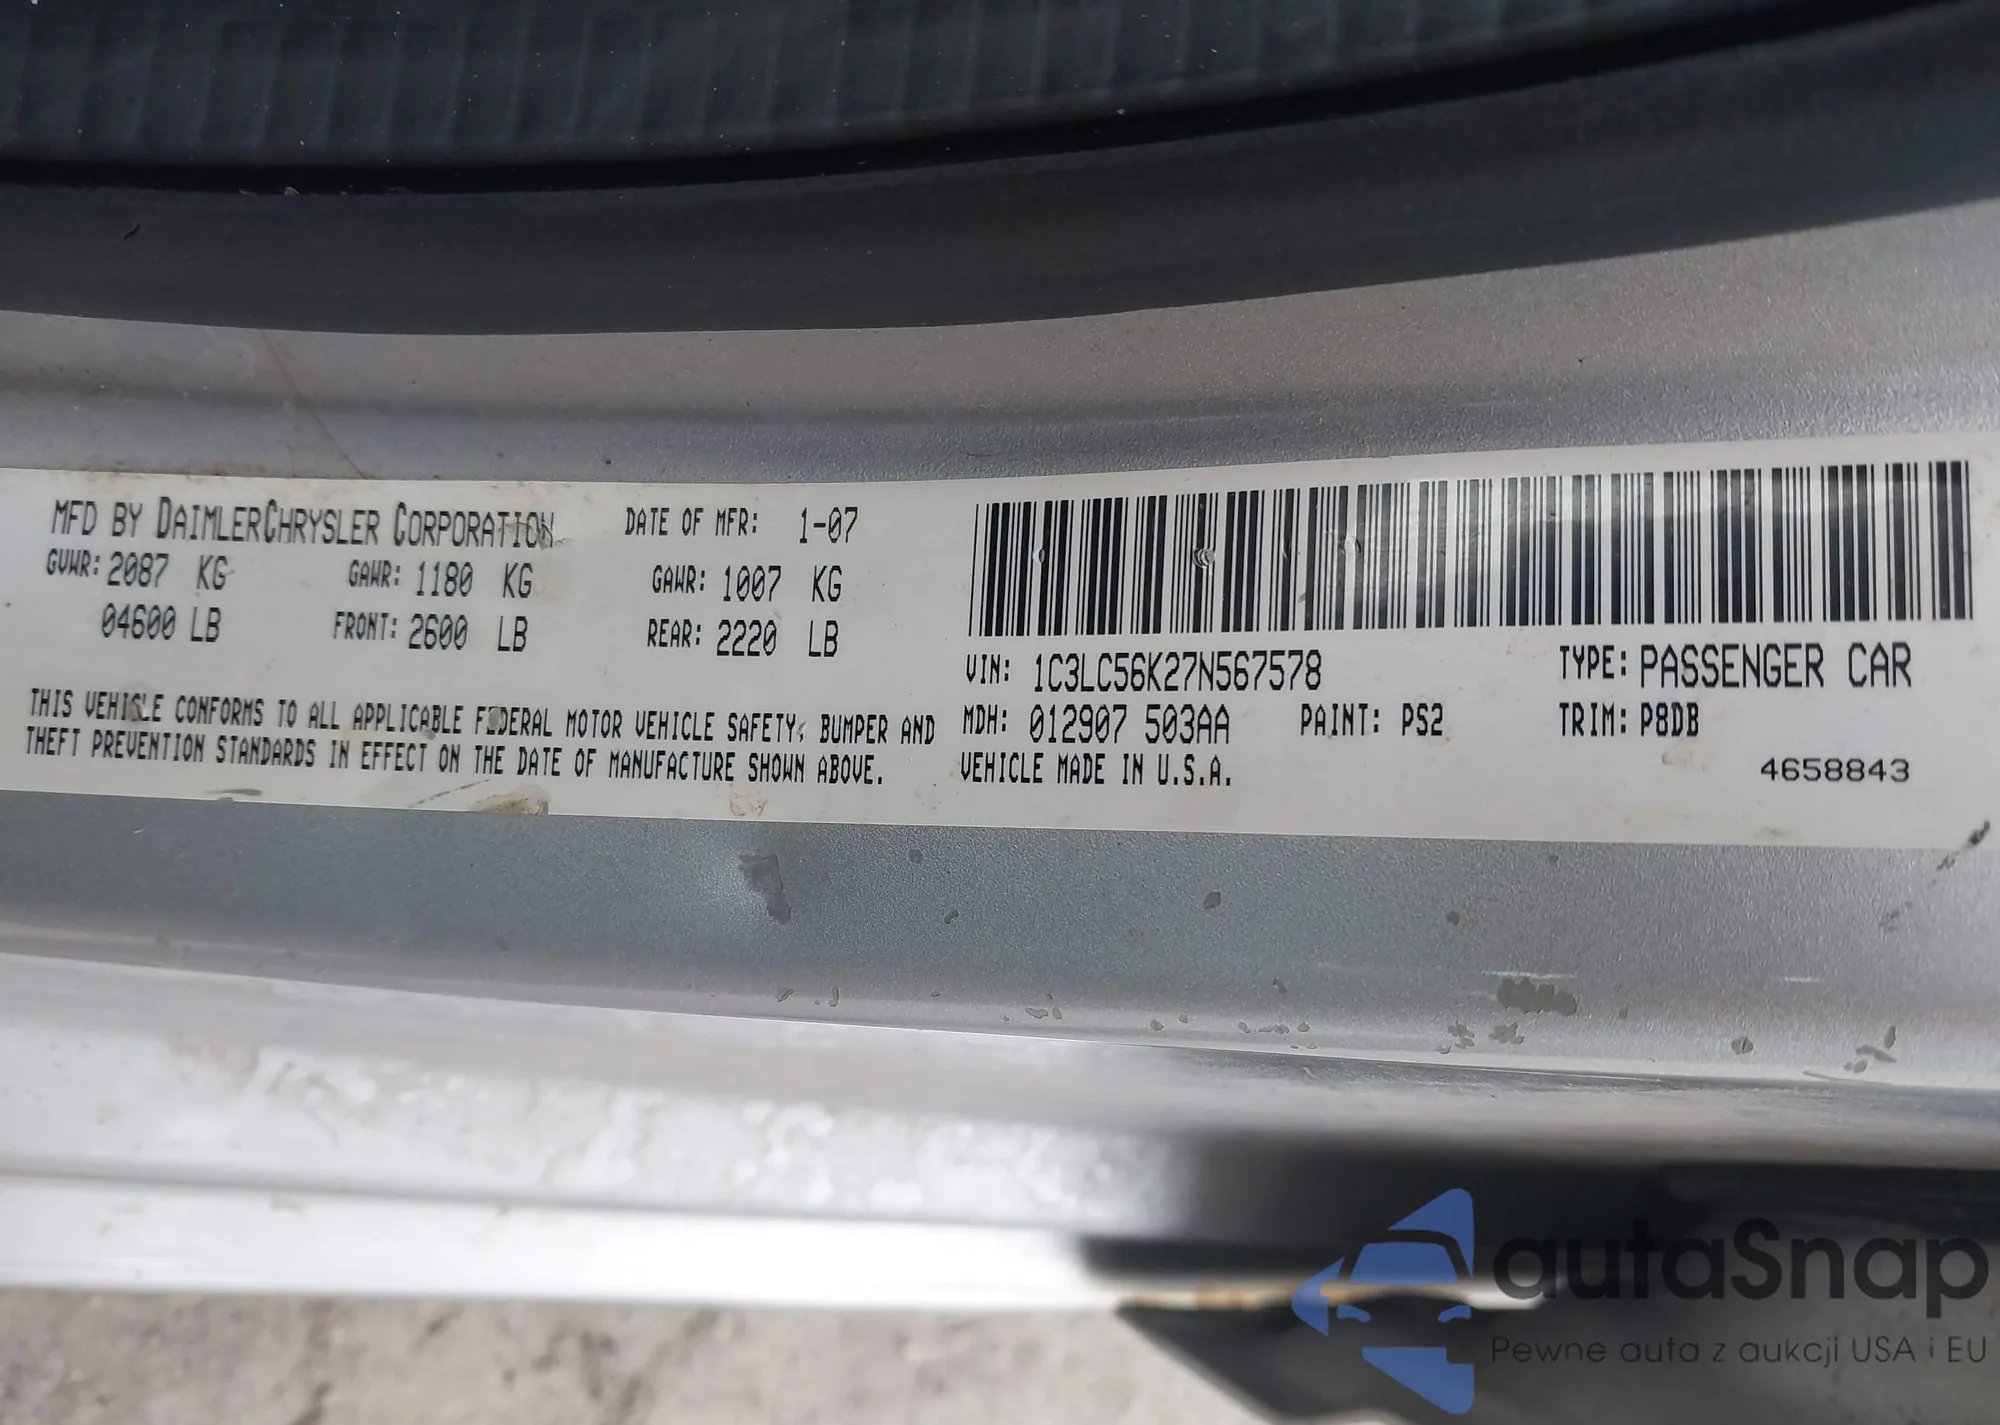 MFD BY DAIMLERCHRYSLER CORPORATION DATE OF MFR: 1-07
GVWR: 2087 KG GAWR: 1180 KG GAWR: 1007 KG
04600 LB FRONT: 2600 LB REAR: 2220 LB
THIS VEHICLE CONFORMS TO ALL APPLICABLE FEDERAL MOTOR VEHICLE SAFETY, BUMPER AND
THEFT PREVENTION STANDARDS IN EFFECT ON THE DATE OF MANUFACTURE SHOWN ABOVE.
VIN: 1C3LC56K27N567578 TYPE: PASSENGER CAR
MDH: 012907 503AA PAINT: PS2 TRIM: P8DB
VEHICLE MADE IN U.S.A. 4658843
autaSnap
Pewne auta z aukcji USA i EU